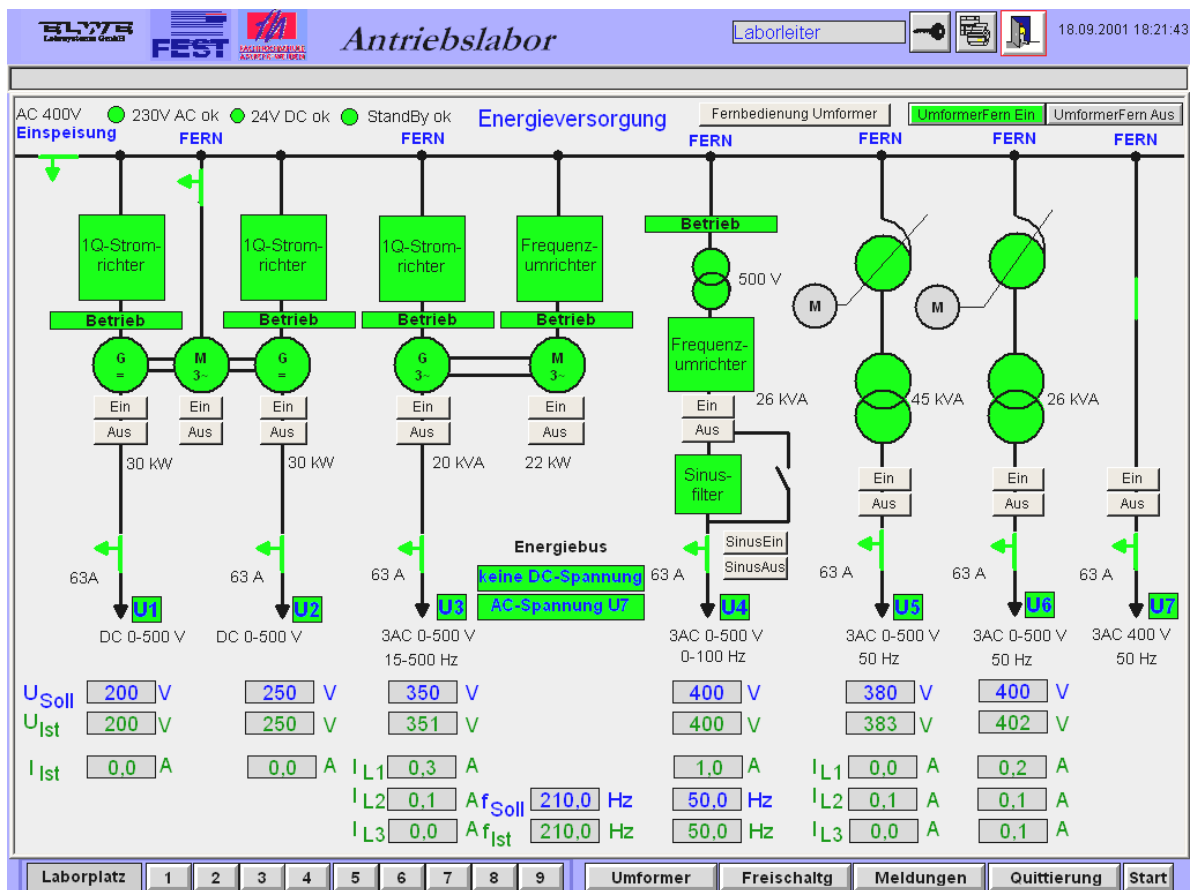 ELWE
Lehrsysteme GmbH
FEST
Antriebslabor
Laborleiter
18.09.2001 18:21:43
AC 400V
230V AC ok
24V DC ok
StandBy ok
Energieversorgung
Fernbedienung Umformer
UmformerFern Ein
UmformerFern Aus
Einspeisung
FERN
FERN
FERN
FERN
FERN
FERN
1Q-Strom-
richter
1Q-Strom-
richter
1Q-Strom-
richter
Frequenz-
umrichter
Betrieb
500 V
M
M
Betrieb
Betrieb
Betrieb
Betrieb
Frequenz-
umrichter
G
=
M
3~
G
=
G
3~
M
3~
26 kVA
45 kVA
26 kVA
Ein
Ein
Ein
Ein
Ein
Ein
Aus
Aus
Aus
Aus
Aus
Aus
30 kW
30 kW
20 kVA
22 kW
Sinus-
filter
Ein
Ein
Ein
Aus
Aus
Aus
Energiebus
SinusEin
SinusAus
keine DC-Spannung
AC-Spannung U7
63A
63 A
63 A
63 A
63 A
63 A
63 A
U1
U2
U3
U4
U5
U6
U7
DC 0-500 V
DC 0-500 V
3AC 0-500 V
15-500 Hz
3AC 0-500 V
0-100 Hz
3AC 0-500 V
50 Hz
3AC 0-500 V
50 Hz
3AC 400 V
50 Hz
USoll 200 V 250 V 350 V 400 V 380 V 400 V
UIst 200 V 250 V 351 V 400 V 383 V 402 V
I Ist 0,0 A 0,0 A IL1 0,3 A 1,0 A IL1 0,0 A 0,2 A
IL2 0,1 A fSoll 210,0 Hz 50,0 Hz IL2 0,1 A 0,1 A
IL3 0,0 A fIst 210,0 Hz 50,0 Hz IL3 0,0 A 0,1 A
Laborplatz 1 2 3 4 5 6 7 8 9 Umformer Freischaltg Meldungen Quittierung Start